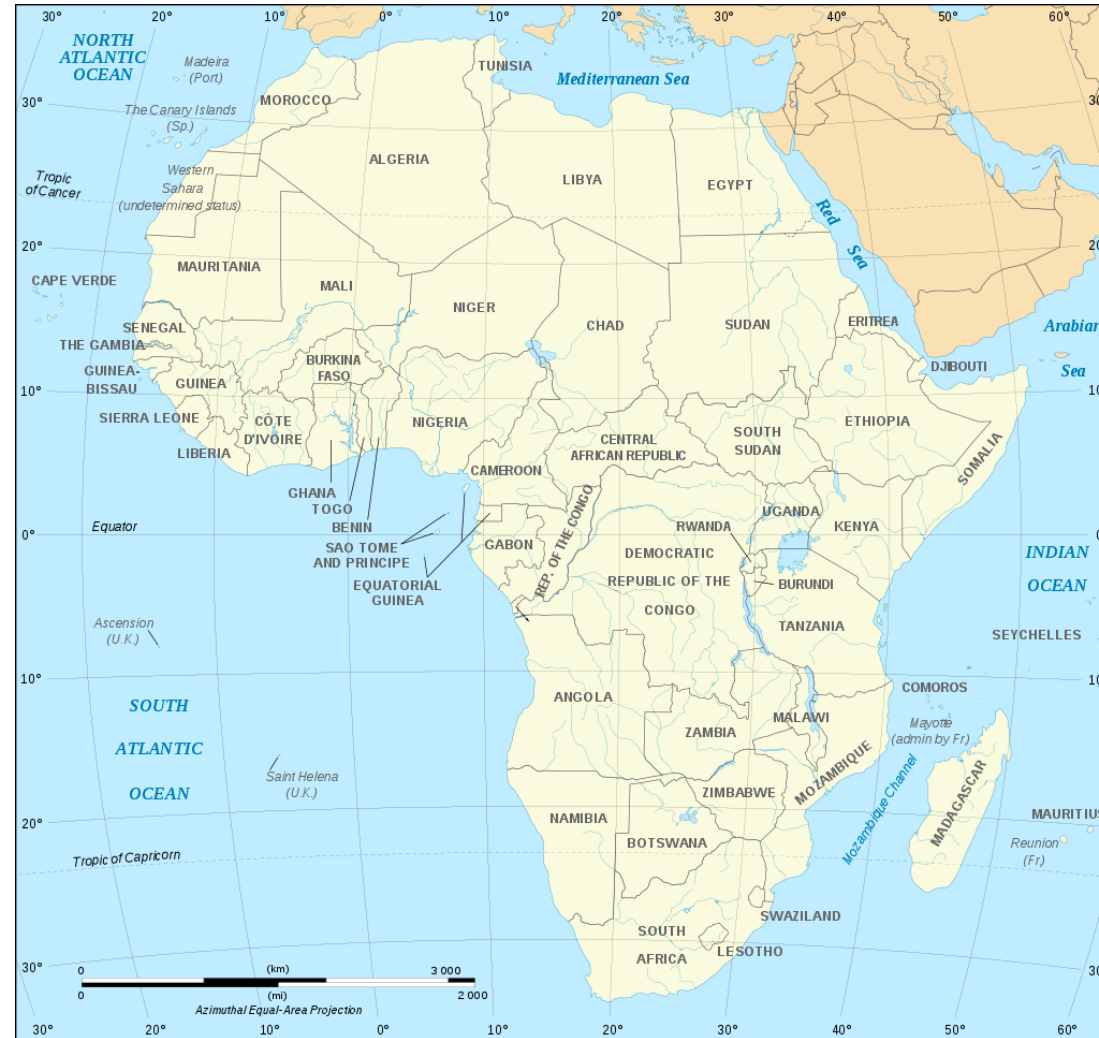 30° 20° 10° 0° 10° 20° 30° 40° 50° 60°
NORTH
ATLANTIC
OCEAN
Madeira
(Port)
TUNISIA
Mediterranean Sea
30°
MOROCCO
The Canary Islands
(Sp.)
ALGERIA
LIBYA
EGYPT
Western
Sahara
(undetermined status)
Tropic
of Cancer
Red
Sea
20°
MAURITANIA
CAPE VERDE
MALI
NIGER
CHAD
SUDAN
ERITREA
Arabian
Sea
SENEGAL
THE GAMBIA
GUINEA-
BISSAU
BURKINA
FASO
DJIBOUTI
10°
GUINEA
SIERRA LEONE
CÔTE
D'IVOIRE
LIBERIA
NIGERIA
ETHIOPIA
SOUTH
SUDAN
CENTRAL
AFRICAN REPUBLIC
SOMALIA
CAMEROON
GHANA
TOGO
BENIN
Equator
SAO TOME
AND PRINCIPE
EQUATORIAL
GUINEA
0°
GABON
REP. OF THE CONGO
DEMOCRATIC
REPUBLIC OF THE
CONGO
RWANDA
UGANDA
KENYA
BURUNDI
TANZANIA
INDIAN
OCEAN
SEYCHELLES
Ascension
(U.K.)
10°
COMOROS
Mayotte
(admin by Fr.)
SOUTH
ATLANTIC
OCEAN
ANGOLA
ZAMBIA
MALAWI
MOZAMBIQUE
Mozambique Channel
MADAGASCAR
Saint Helena
(U.K.)
20°
NAMIBIA
ZIMBABWE
BOTSWANA
MAURITIUS
Reunion
(Fr.)
Tropic of Capricorn
SWAZILAND
SOUTH
AFRICA
LESOTHO
30°
0 (km) 3 000
0 (mi) 2 000
Azimuthal Equal-Area Projection
30° 20° 10° 0° 10° 20° 30° 40° 50° 60°